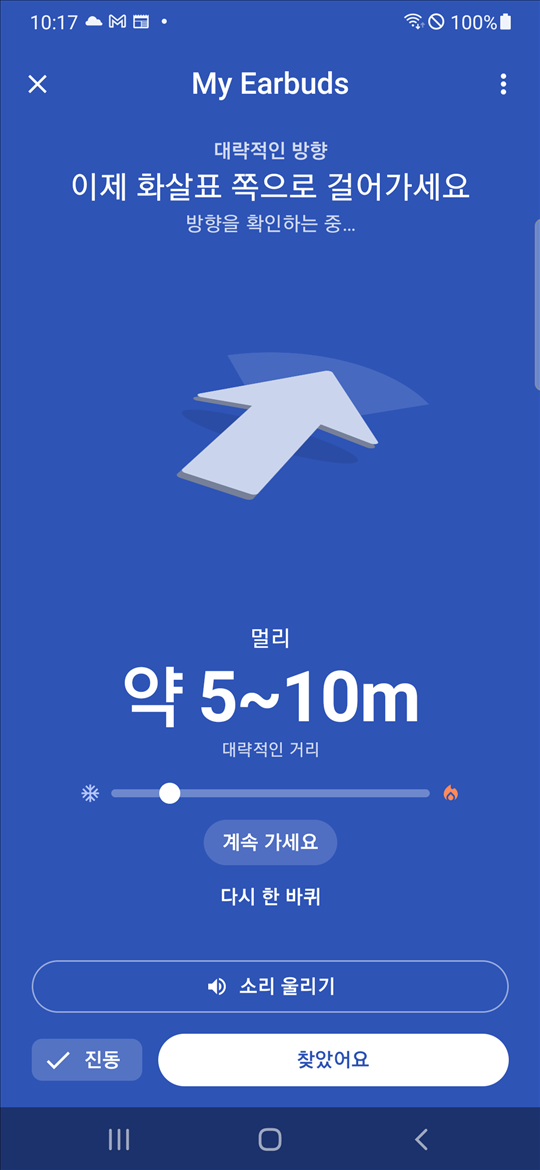 10:17
100%
My Earbuds
대략적인 방향
이제 화살표 쪽으로 걸어가세요
방향을 확인하는 중...
멀리
약 5~10m
대략적인 거리
계속 가세요
다시 한 바퀴
소리 울리기
진동
찾았어요